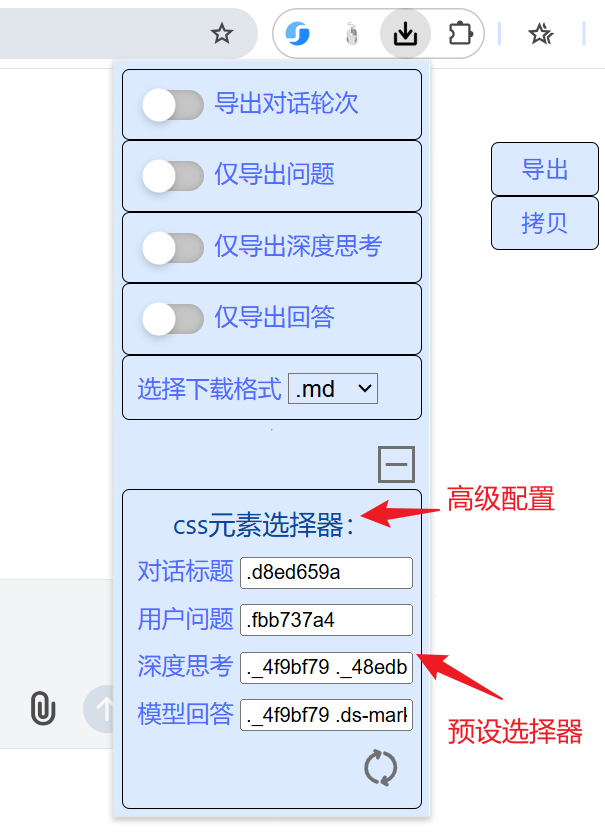 导出对话轮次
仅导出问题
仅导出深度思考
仅导出回答
选择下载格式 .md
导出
拷贝
css元素选择器：
高级配置
对话标题 .d8ed659a
用户问题 .fbb737a4
深度思考 ._4f9bf79 ._48edb
模型回答 ._4f9bf79 .ds-mark
预设选择器